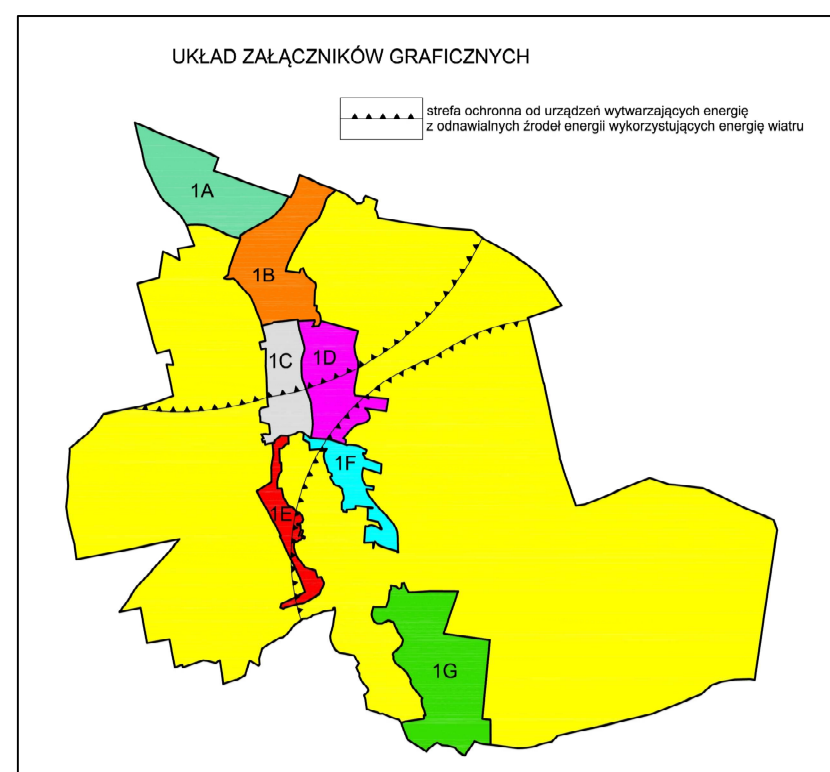 UKŁAD ZAŁĄCZNIKÓW GRAFICZNYCH
strefa ochronna od urządzeń wytwarzających energię
z odnawialnych źrodeł energii wykorzystujących energię wiatru
1A
1B
1C
1D
1F
1E
1G